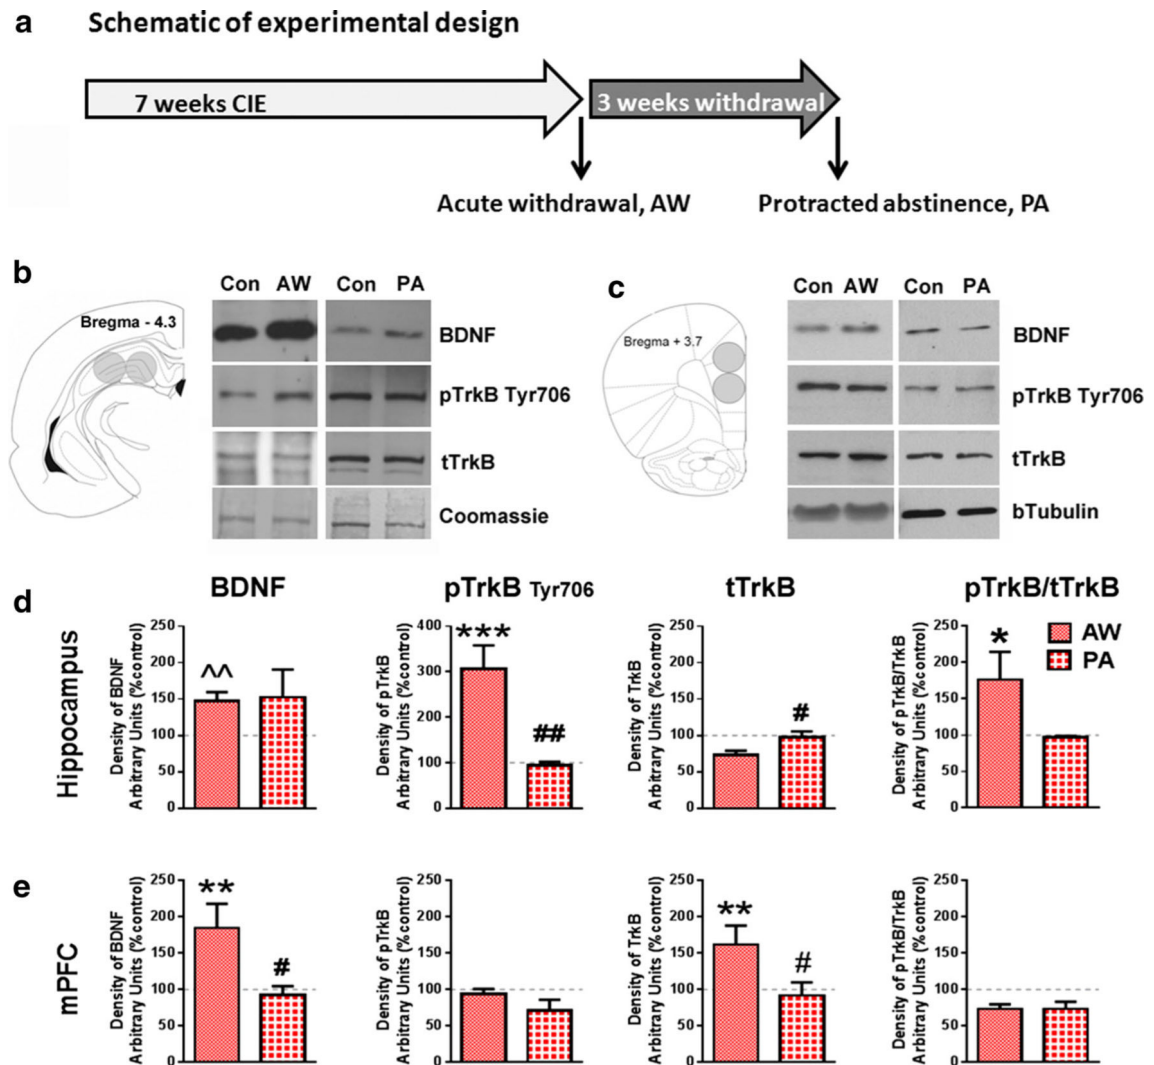 a Schematic of experimental design
7 weeks CIE
3 weeks withdrawal
Acute withdrawal, AW
Protracted abstinence, PA
b
Bregma - 4.3
Con AW Con PA
BDNF
pTrkB Tyr706
tTrkB
Coomassie
c
Bregma + 3.7
Con AW Con PA
BDNF
pTrkB Tyr706
tTrkB
bTubulin
d
BDNF
pTrkB Tyr706
tTrkB
pTrkB/tTrkB
Hippocampus
Density of BDNF
Arbitrary Units (%control)
250
200
150
100
50
0
^^
Density of pTrkB
Arbitrary Units (%control)
400
300
200
100
0
***
##
Density of TrkB
Arbitrary Units (%control)
250
200
150
100
50
0
#
Density of pTrkB/TrkB
Arbitrary Units (%control)
250
200
150
100
50
0
*
AW
PA
e
mPFC
Density of BDNF
Arbitrary Units (%control)
250
200
150
100
50
0
**
#
Density of pTrkB
Arbitrary Units (%control)
250
200
150
100
50
0
Density of TrkB
Arbitrary Units (%control)
250
200
150
100
50
0
**
#
Density of pTrkB/TrkB
Arbitrary Units (%control)
250
200
150
100
50
0